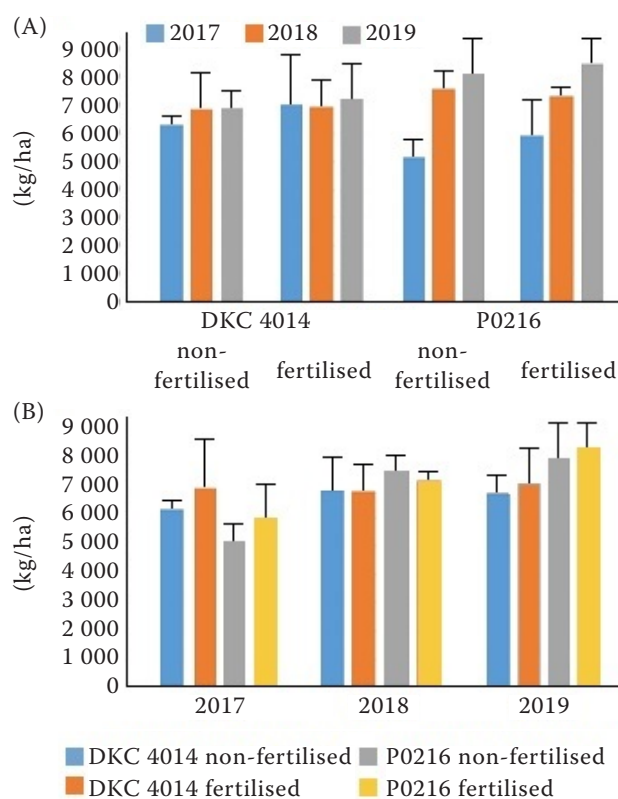 (A)
2017 2018 2019
(kg/ha)
9 000
8 000
7 000
6 000
5 000
4 000
3 000
2 000
1 000
0
DKC 4014 P0216
non-fertilised fertilised non-fertilised fertilised
(B)
(kg/ha)
9 000
8 000
7 000
6 000
5 000
4 000
3 000
2 000
1 000
0
2017 2018 2019
DKC 4014 non-fertilised P0216 non-fertilised
DKC 4014 fertilised P0216 fertilised